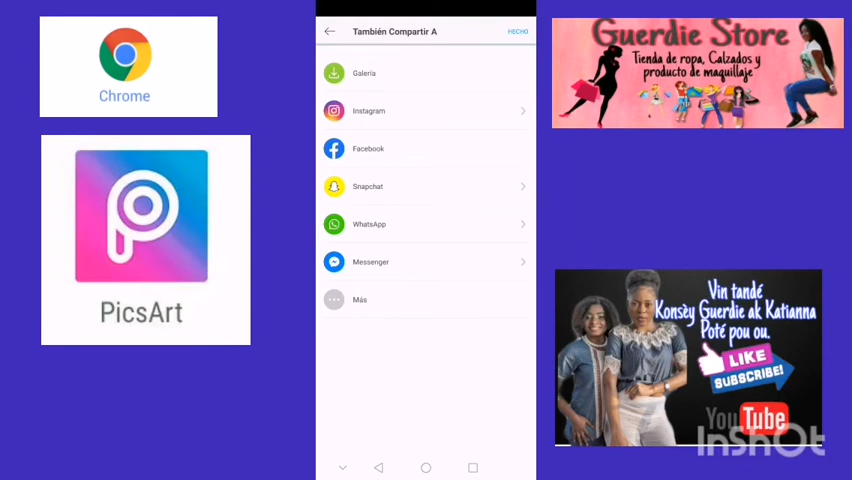 Chrome
PicsArt
También Compartir A
HECHO
Galería
Instagram
Facebook
Snapchat
WhatsApp
Messenger
Más
Guerdie Store
Tienda de ropa, Calzados y
producto de maquillaje
Vin tandé
Konsèy Guerdie ak Katianna
Poté pou ou.
LIKE
SUBSCRIBE!
YouTube
InShOt